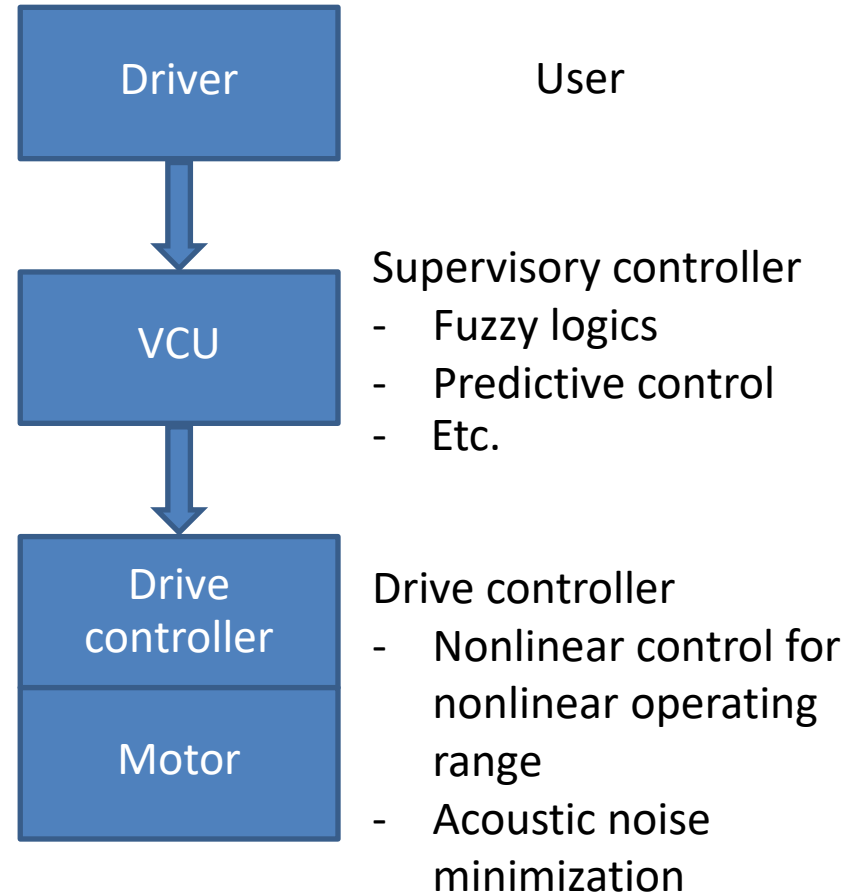 Driver
User
VCU
Supervisory controller
- Fuzzy logics
- Predictive control
- Etc.
Drive
controller
Motor
Drive controller
- Nonlinear control for
nonlinear operating
range
- Acoustic noise
minimization